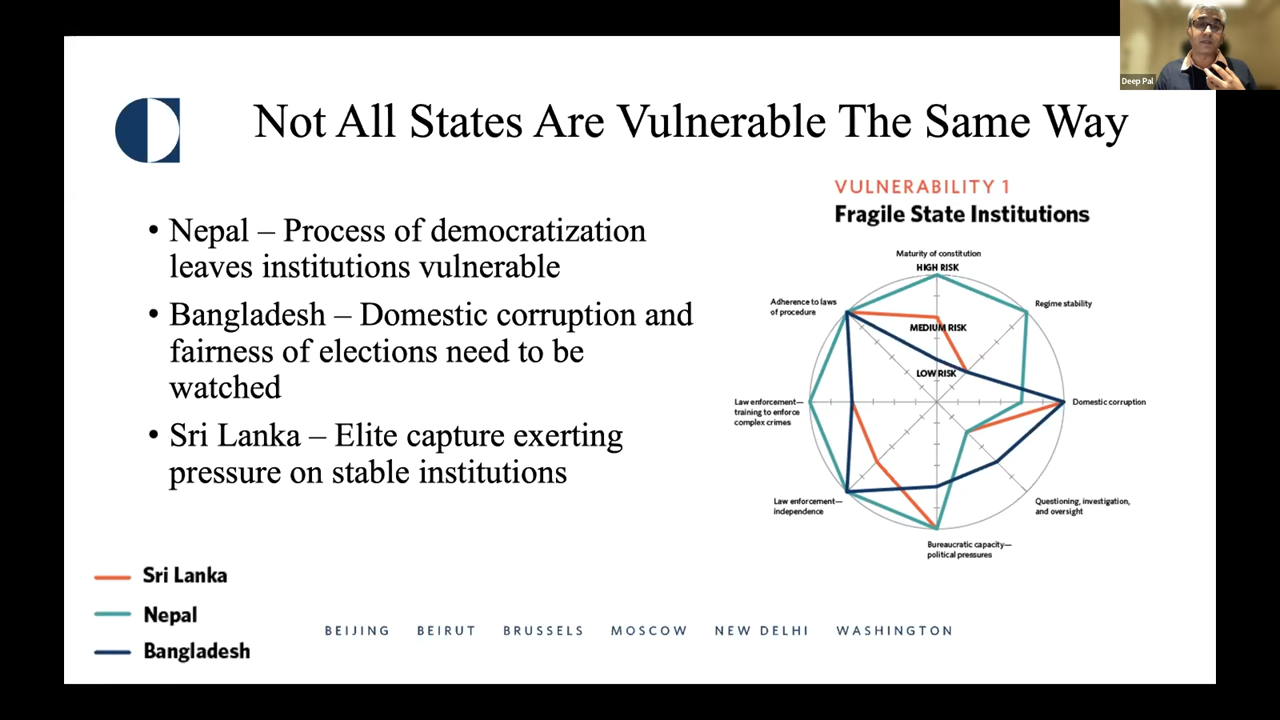 Deep Pal
Not All States Are Vulnerable The Same Way
• Nepal – Process of democratization
leaves institutions vulnerable
• Bangladesh – Domestic corruption and
fairness of elections need to be
watched
• Sri Lanka – Elite capture exerting
pressure on stable institutions
VULNERABILITY 1
Fragile State Institutions
Maturity of constitution
HIGH RISK
Adherence to laws
of procedure
Regime stability
MEDIUM RISK
LOW RISK
Law enforcement—
training to enforce
complex crimes
Domestic corruption
Law enforcement—
independence
Questioning, investigation,
and oversight
Bureaucratic capacity—
political pressures
Sri Lanka
Nepal
Bangladesh
BEIJING BEIRUT BRUSSELS MOSCOW NEW DELHI WASHINGTON